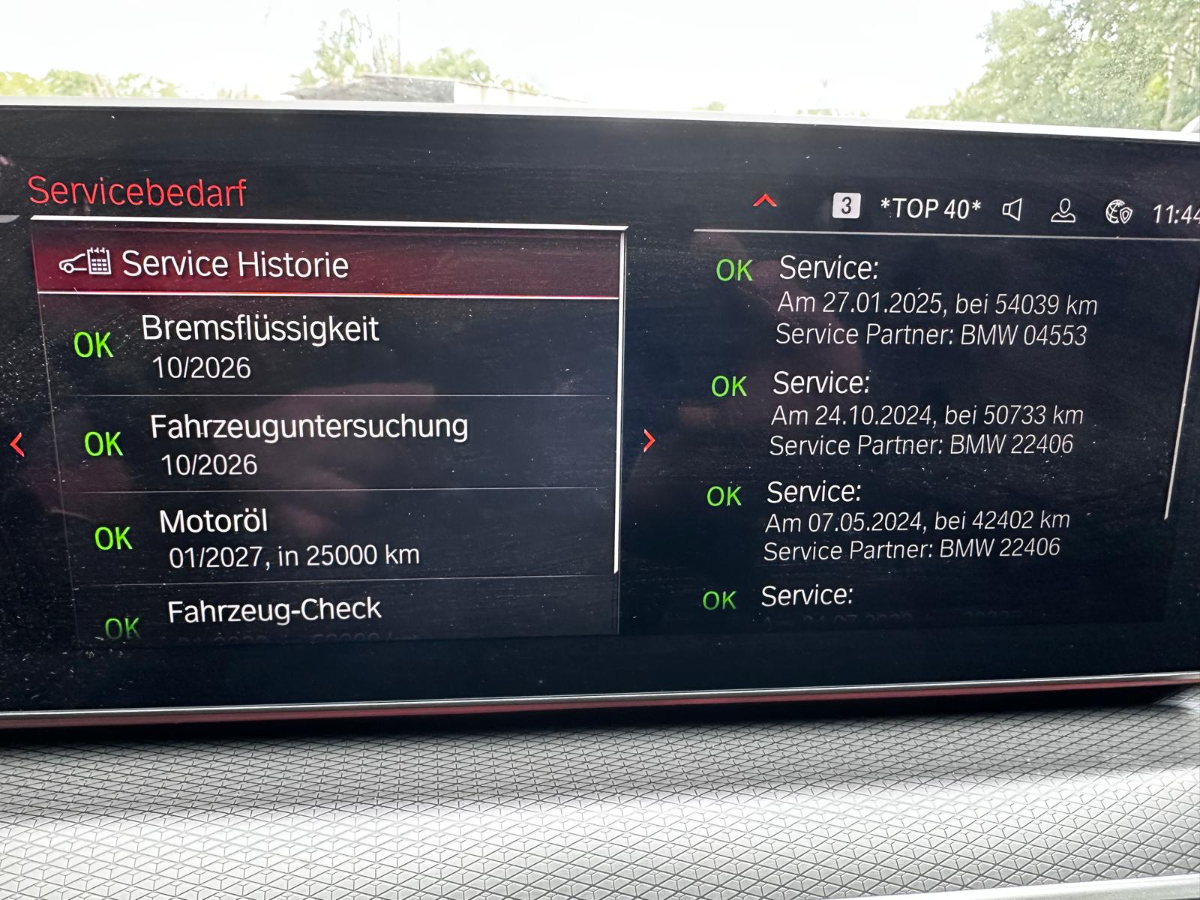 Servicebedarf
3 *TOP 40* 11:44
Service Historie
OK Bremsflüssigkeit
10/2026
OK Fahrzeuguntersuchung
10/2026
OK Motoröl
01/2027, in 25000 km
OK Fahrzeug-Check
OK Service:
Am 27.01.2025, bei 54039 km
Service Partner: BMW 04553
OK Service:
Am 24.10.2024, bei 50733 km
Service Partner: BMW 22406
OK Service:
Am 07.05.2024, bei 42402 km
Service Partner: BMW 22406
OK Service: